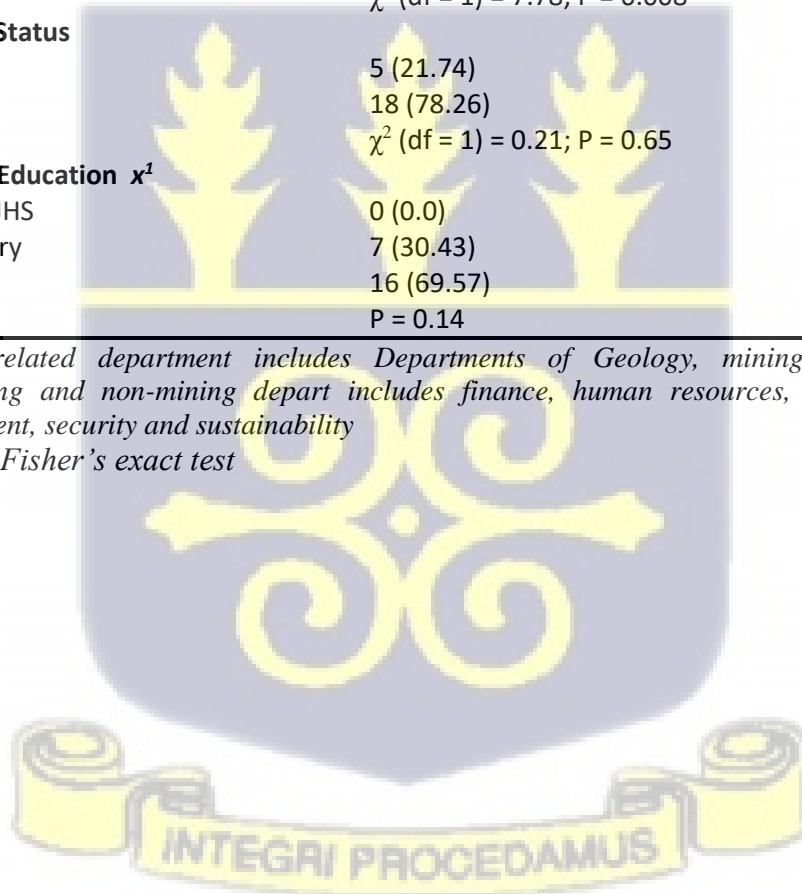 Status
5 (21.74)
18 (78.26)
χ² (df = 1) = 0.21; P = 0.65
Education x¹
JHS 0 (0.0)
ry 7 (30.43)
16 (69.57)
P = 0.14
related department includes Departments of Geology, mining
ng and non-mining depart includes finance, human resources,
ent, security and sustainability
Fisher's exact test
INTEGRI PROCEDAMUS